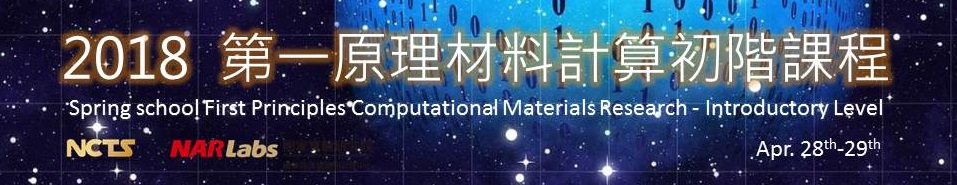 2018 第一原理材料計算初階課程
Spring school First Principles Computational Materials Research - Introductory Level
NCTS NARLabs Apr. 28th-29th